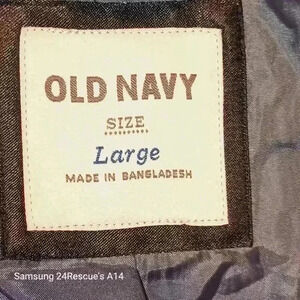 OLD NAVY
SIZE
Large
MADE IN BANGLADESH
Samsung 24Rescue's A14